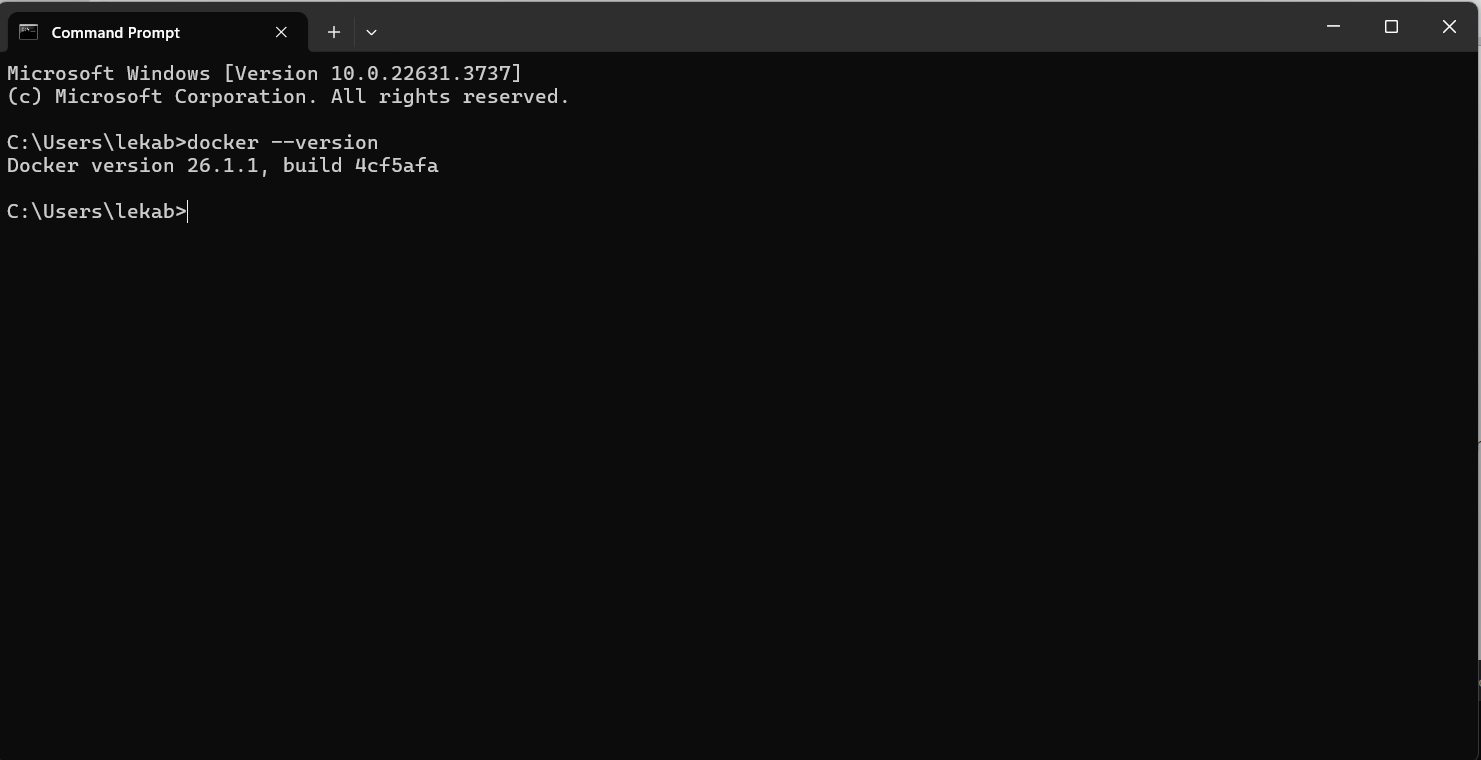 Command Prompt
Microsoft Windows [Version 10.0.22631.3737]
(c) Microsoft Corporation. All rights reserved.
C:\Users\lekab>docker --version
Docker version 26.1.1, build 4cf5afa
C:\Users\lekab>